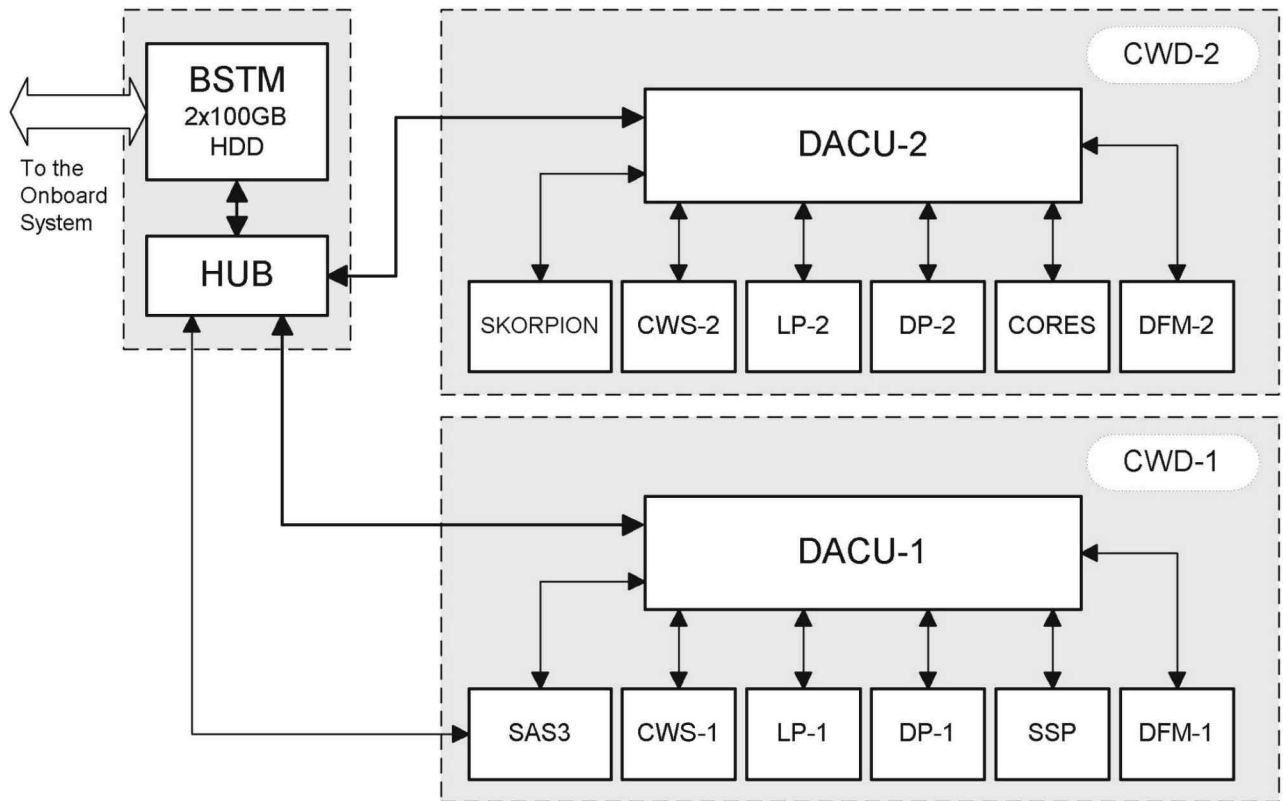 BSTM
2x100GB
HDD
To the
Onboard
System
HUB
CWD-2
DACU-2
SKORPION
CWS-2
LP-2
DP-2
CORES
DFM-2
CWD-1
DACU-1
SAS3
CWS-1
LP-1
DP-1
SSP
DFM-1